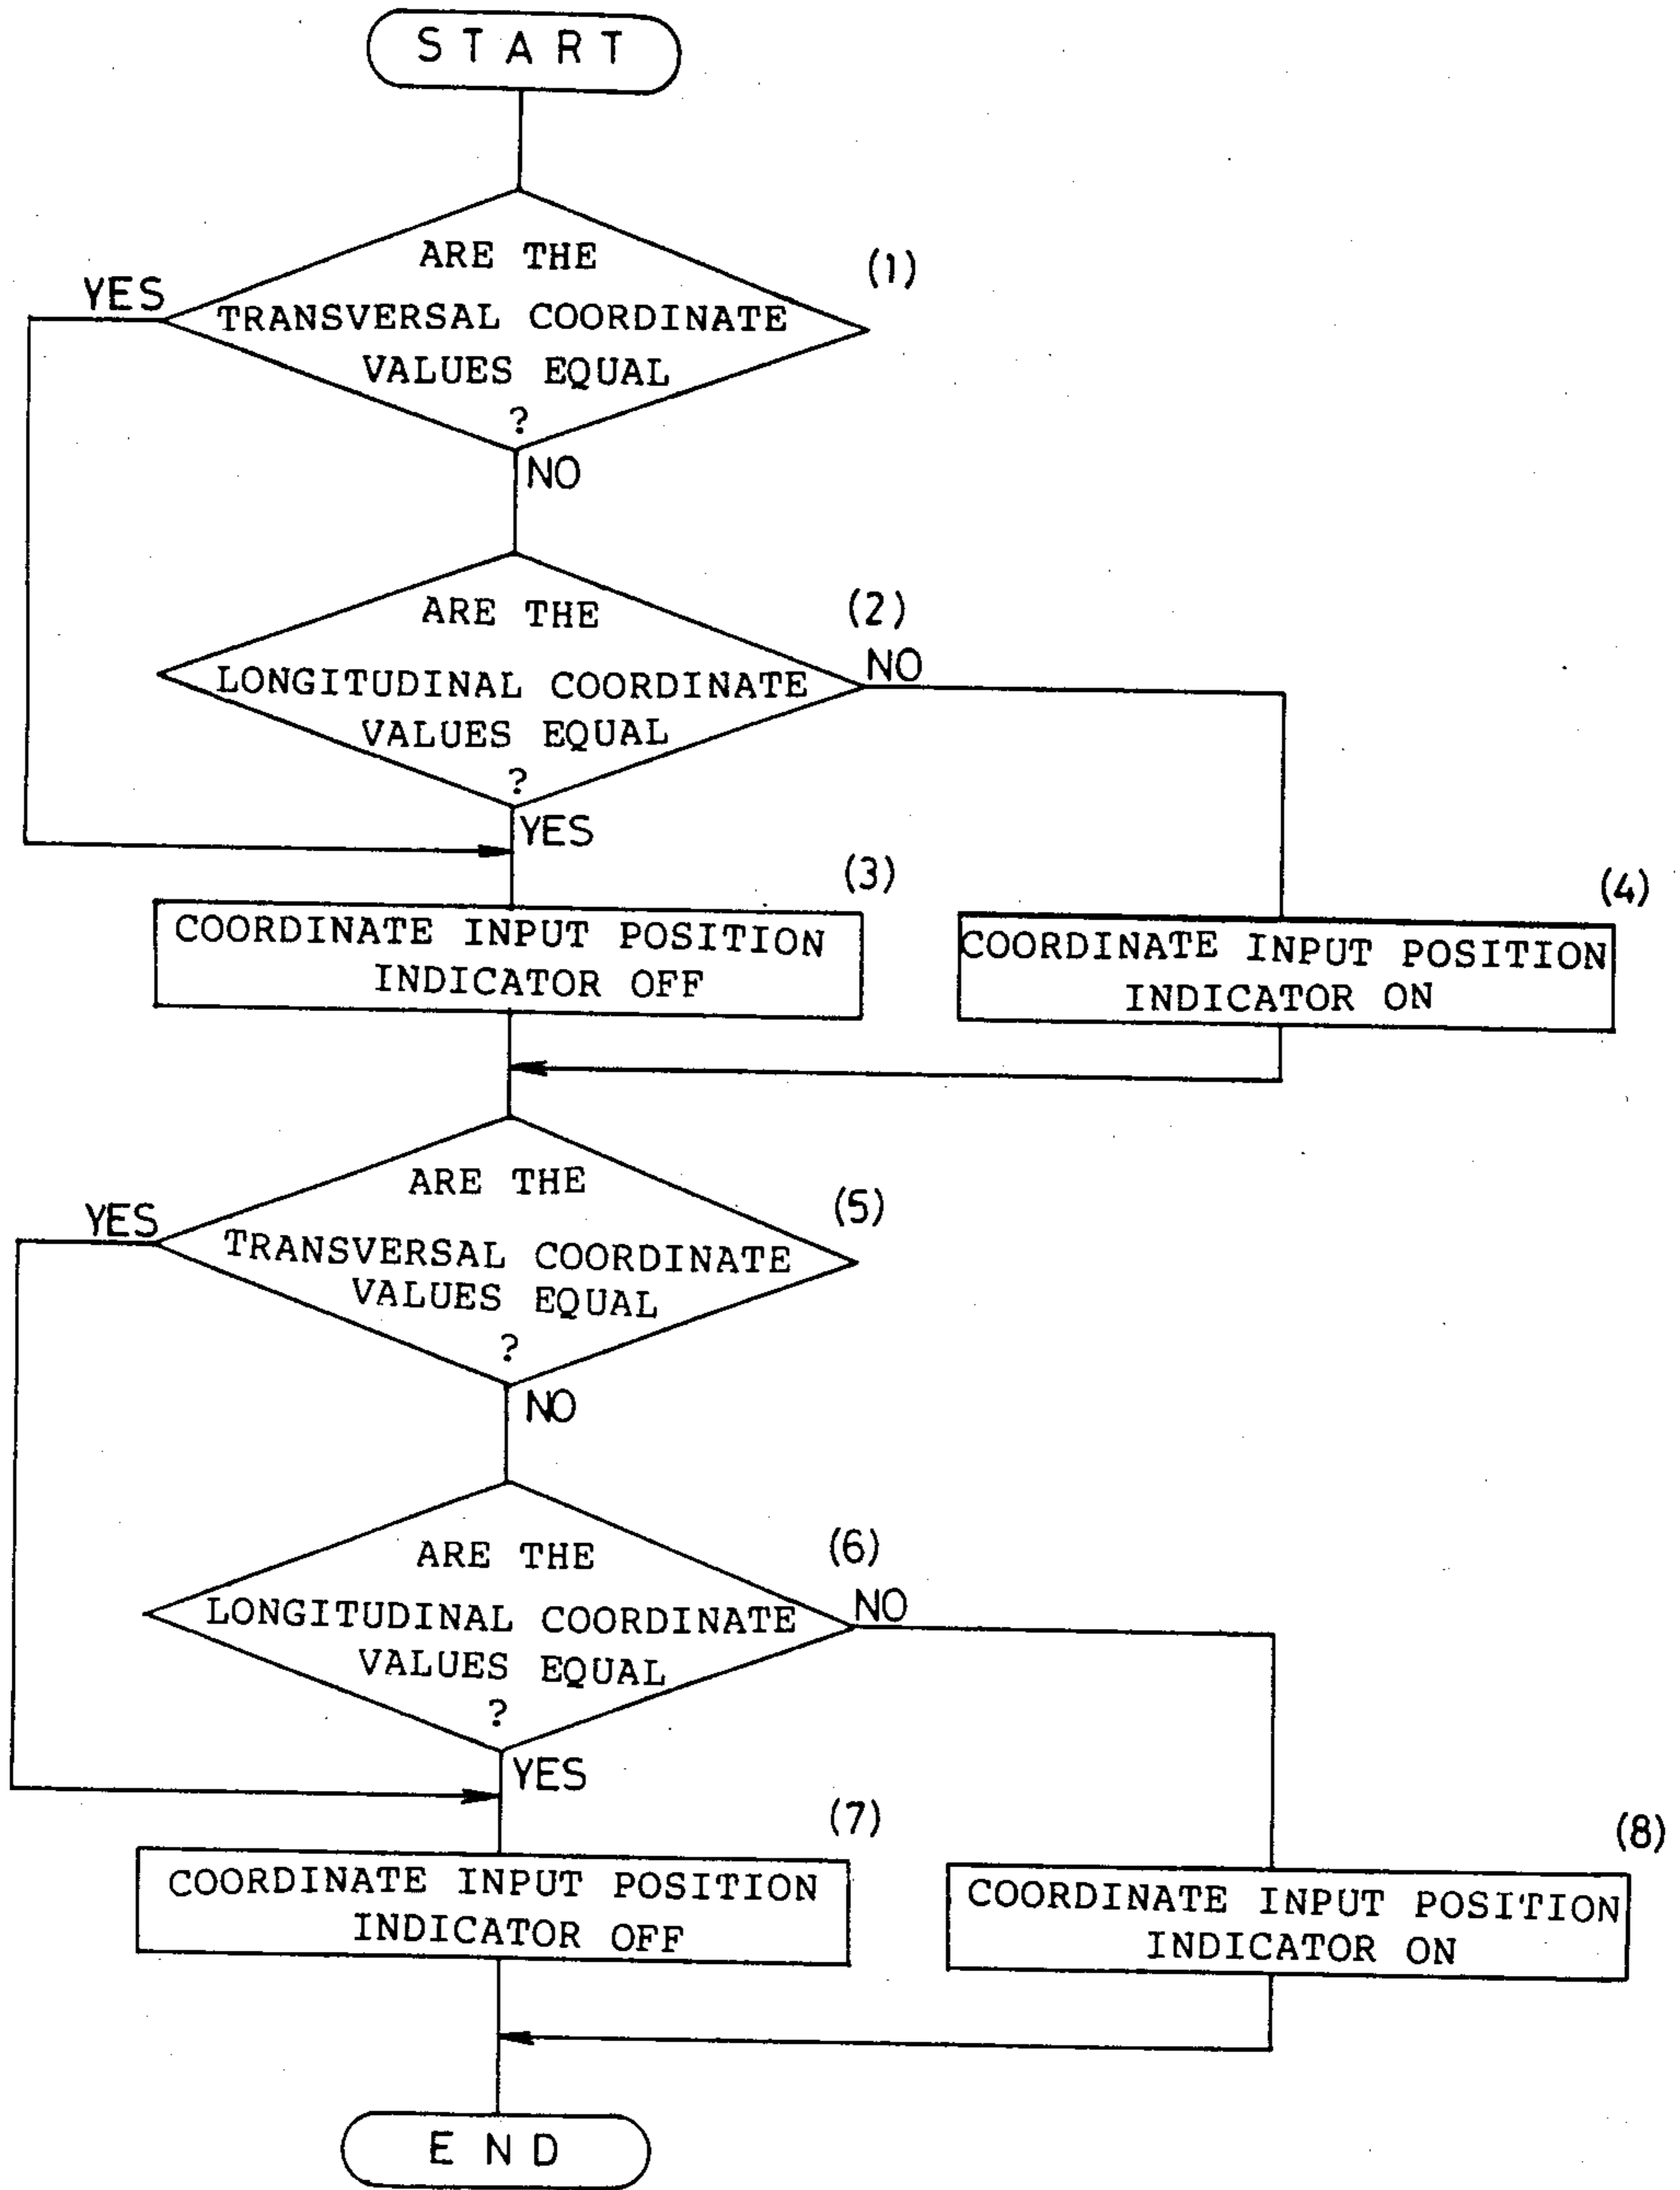 START
ARE THE
(1)
YES
TRANSVERSAL COORDINATE
VALUES EQUAL
?
NO
ARE THE
(2)
NO
LONGITUDINAL COORDINATE
VALUES EQUAL
?
YES
(3)
(4)
COORDINATE INPUT POSITION
INDICATOR OFF
COORDINATE INPUT POSITION
INDICATOR ON
ARE THE
(5)
YES
TRANSVERSAL COORDINATE
VALUES EQUAL
?
NO
ARE THE
(6)
NO
LONGITUDINAL COORDINATE
VALUES EQUAL
?
YES
(7)
(8)
COORDINATE INPUT POSITION
INDICATOR OFF
COORDINATE INPUT POSITION
INDICATOR ON
END